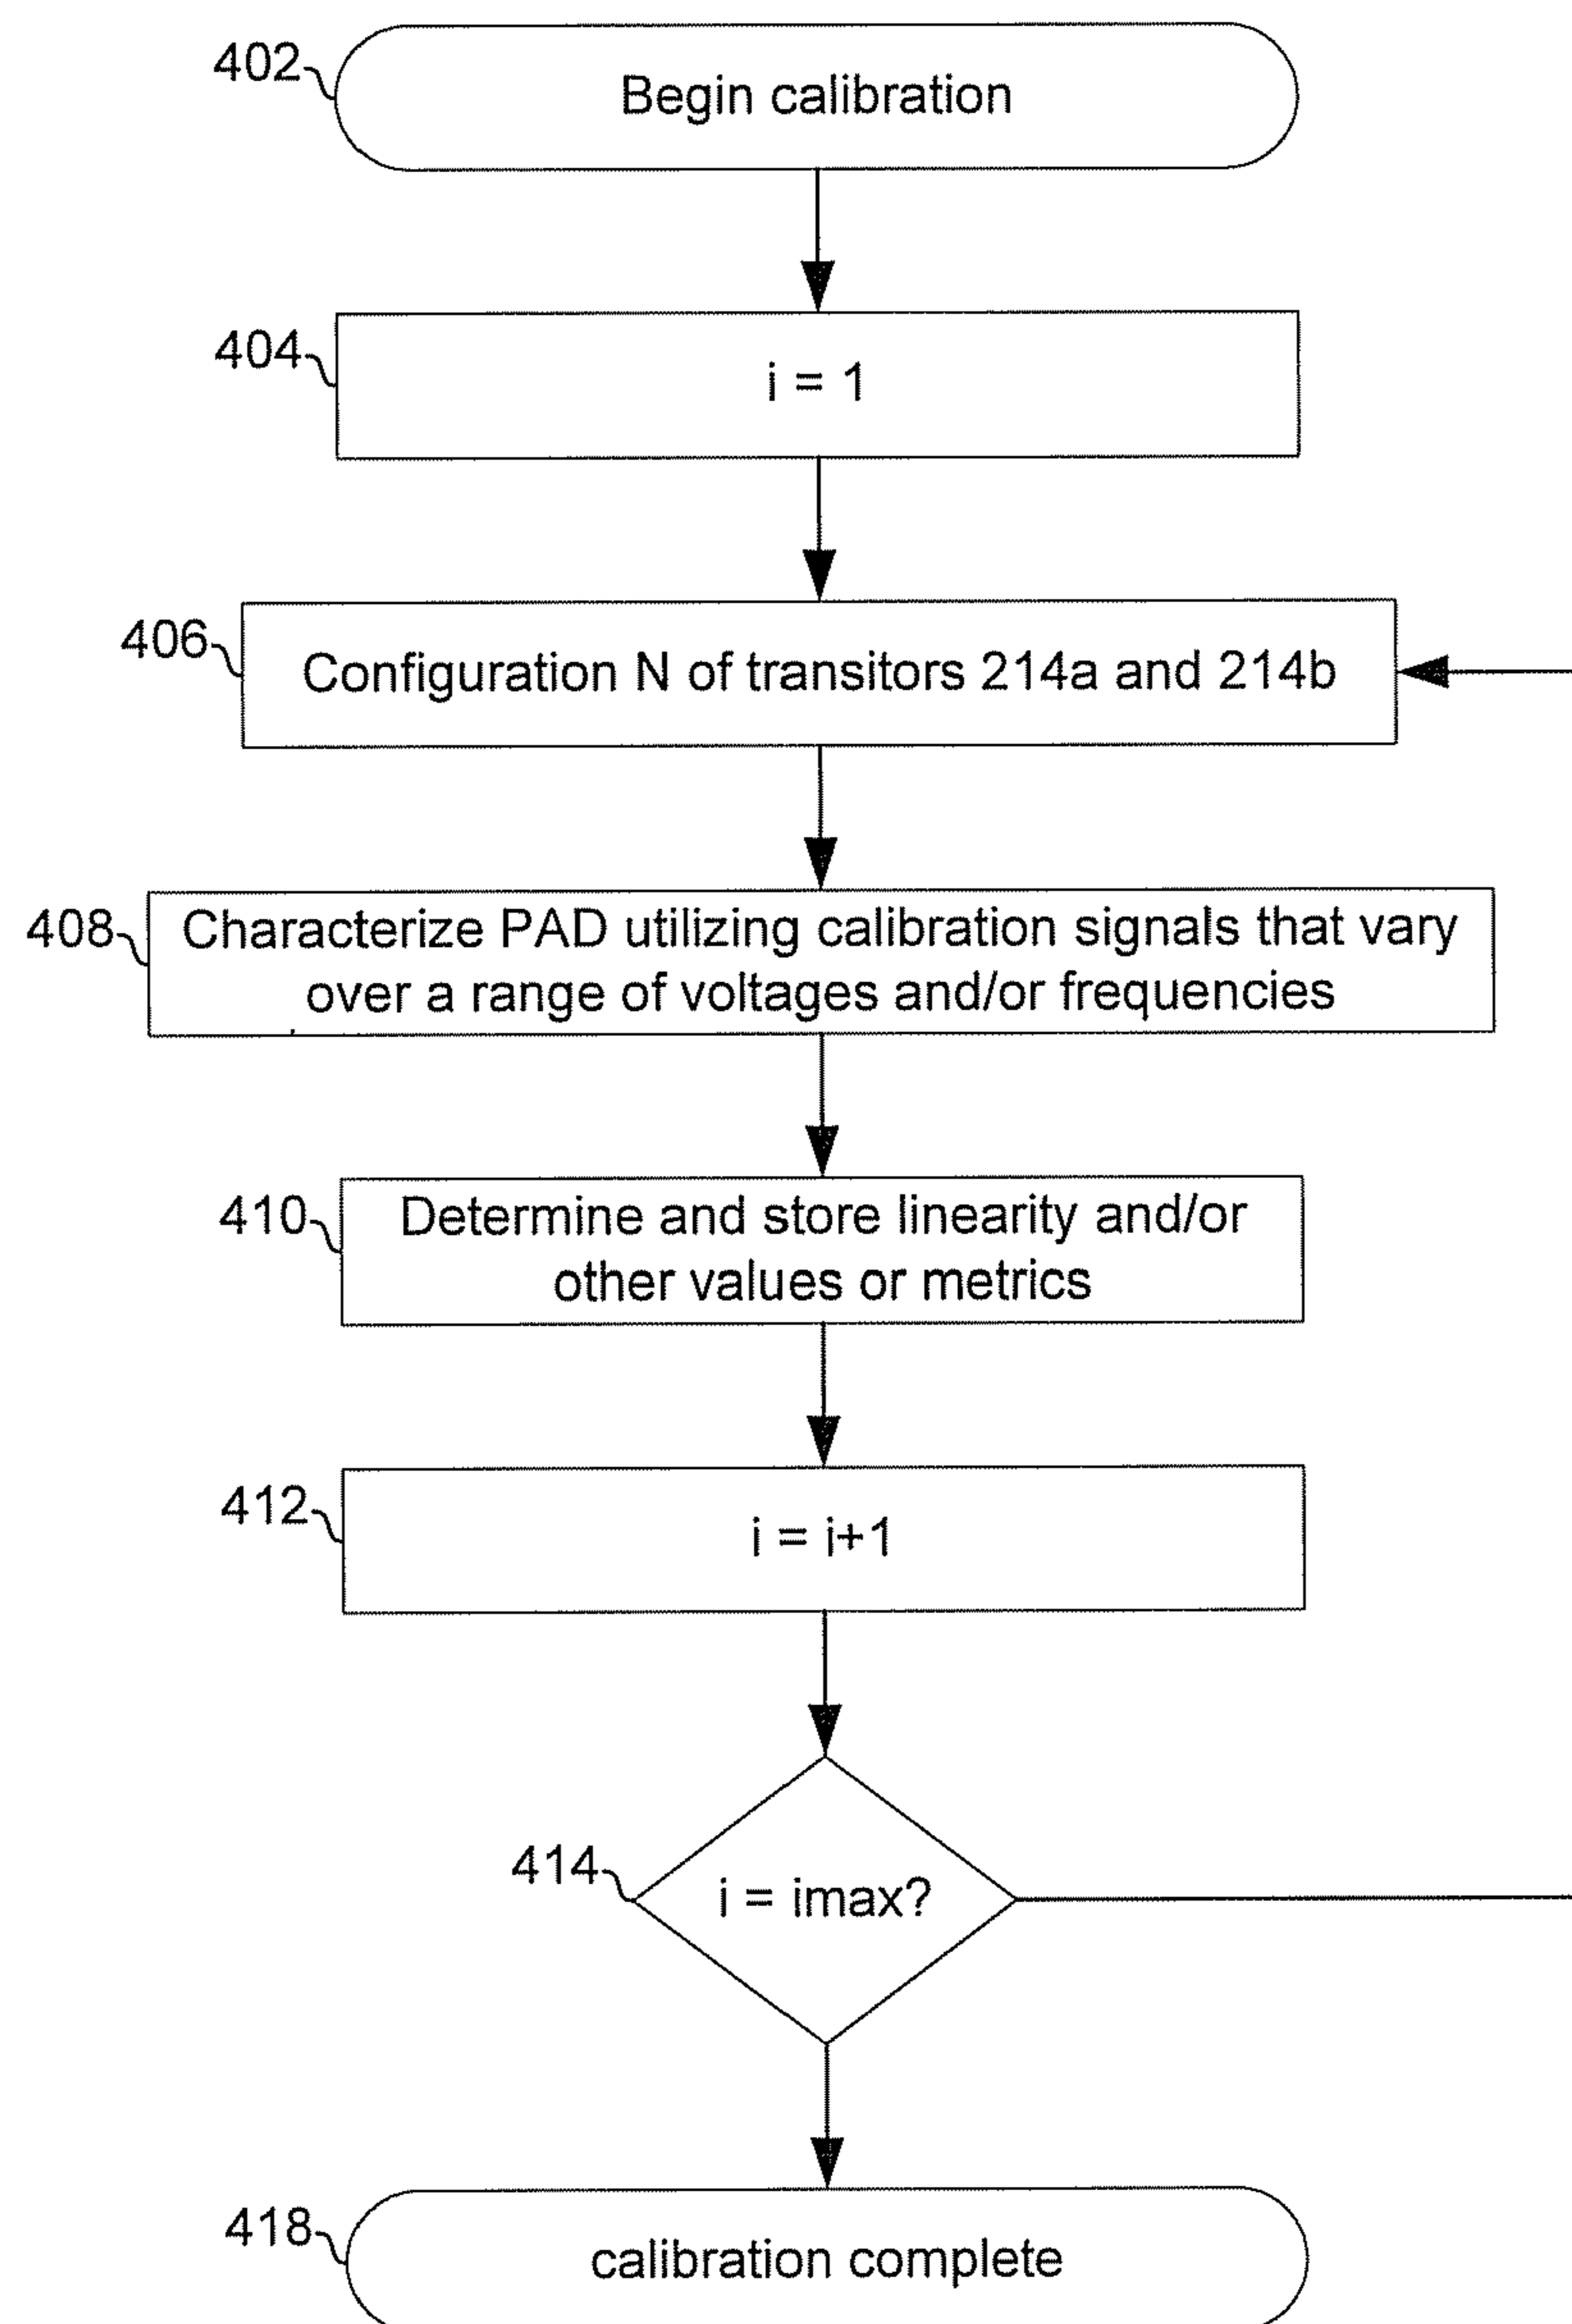 402
Begin calibration
404
i = 1
406
Configuration N of transitors 214a and 214b
408
Characterize PAD utilizing calibration signals that vary
over a range of voltages and/or frequencies
410
Determine and store linearity and/or
other values or metrics
412
i = i+1
414
i = imax?
418
calibration complete